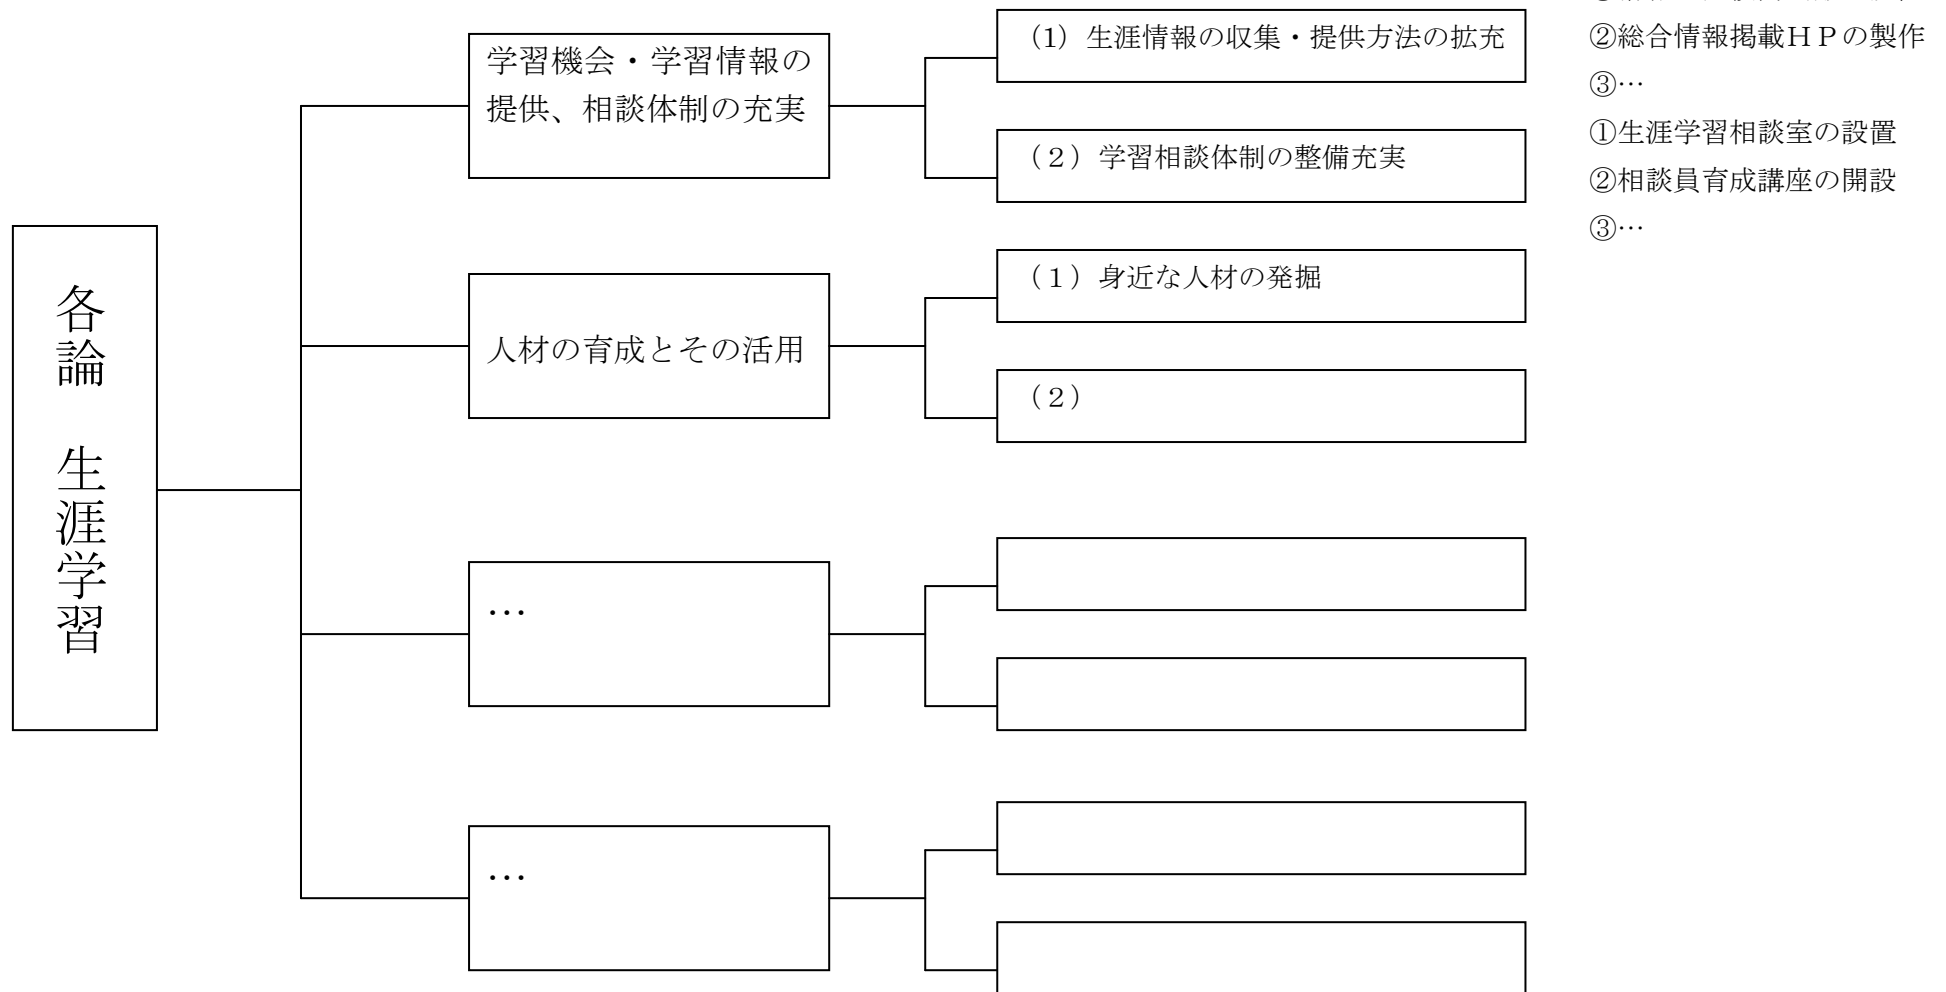 各論　生涯学習
学習機会・学習情報の
提供、相談体制の充実
(1) 生涯情報の収集・提供方法の拡充
②総合情報掲載ＨＰの製作
③…
（２）学習相談体制の整備充実
①生涯学習相談室の設置
②相談員育成講座の開設
③…
人材の育成とその活用
（１）身近な人材の発掘
（２）
…
…